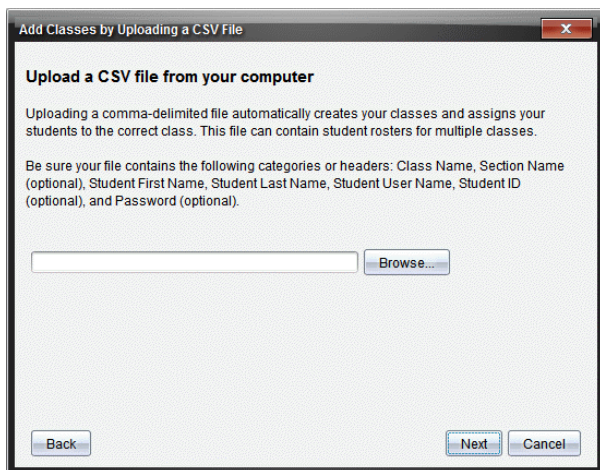 Add Classes by Uploading a CSV File
Upload a CSV file from your computer
Uploading a comma-delimited file automatically creates your classes and assigns your
students to the correct class. This file can contain student rosters for multiple classes.
Be sure your file contains the following categories or headers: Class Name, Section Name
(optional), Student First Name, Student Last Name, Student User Name, Student ID
(optional), and Password (optional).
Browse...
Back
Next
Cancel